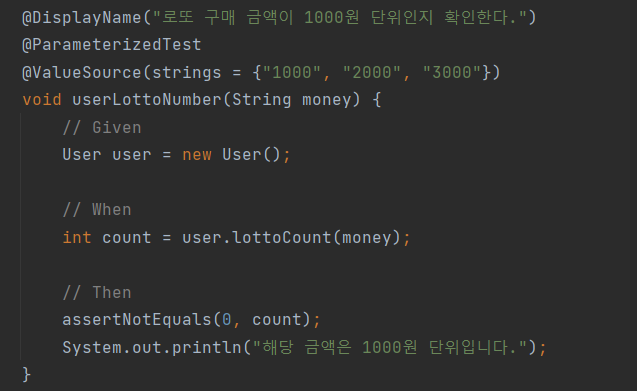 @DisplayName("로또 구매 금액이 1000원 단위인지 확인한다.")
@ParameterizedTest
@ValueSource(strings = {"1000", "2000", "3000"})
void userLottoNumber(String money) {
// Given
User user = new User();
// When
int count = user.lottoCount(money);
// Then
assertNotEquals(0, count);
System.out.println("해당 금액은 1000원 단위입니다.");
}